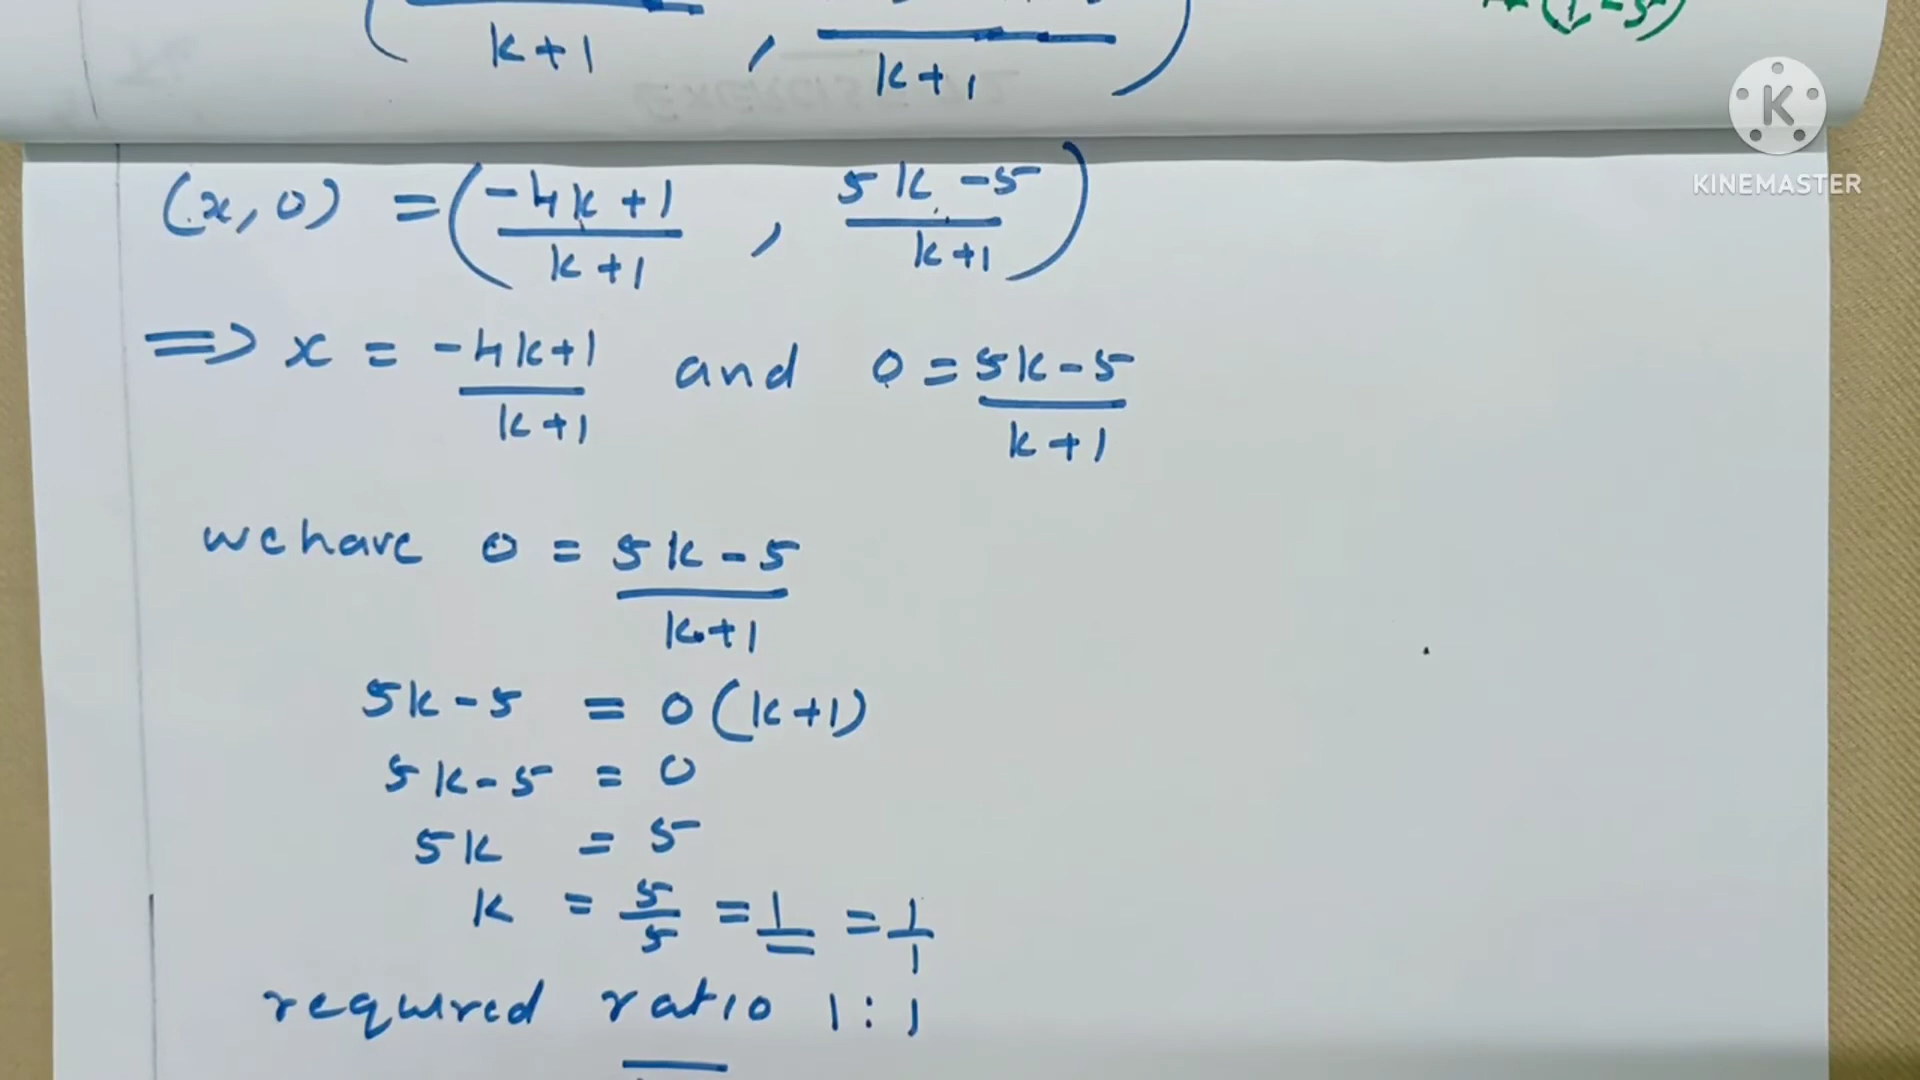 k+1 , k+1
(1,-5)
K
KINEMASTER
(x,0) = (-4k+1/k+1 , 5k-5/k+1)
=> x = -4k+1/k+1 and 0 = 5k-5/k+1
we have 0 = 5k-5/k+1
5k-5 = 0(k+1)
5k-5 = 0
5k = 5
k = 5/5 = 1 = 1/1
required ratio 1:1